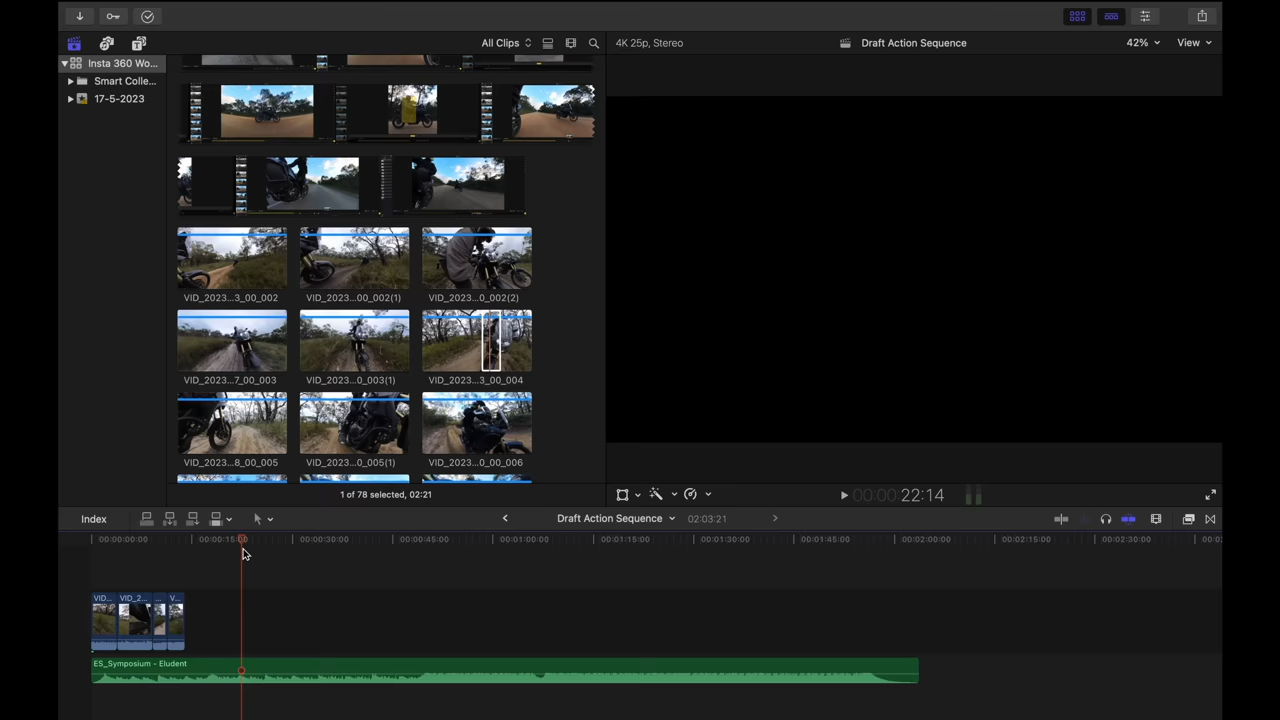 All Clips
4K 25p, Stereo
Draft Action Sequence
42%
View
Insta 360 Wo...
Smart Colle...
17-5-2023
VID_2023...3_00_002
VID_2023...00_002(1)
VID_2023...0_002(2)
VID_2023...7_00_003
VID_2023...0_003(1)
VID_2023...3_00_004
VID_2023...8_00_005
VID_2023...0_005(1)
VID_2023...0_00_006
1 of 78 selected, 02:21
00:00:22:14
Index
Draft Action Sequence
02:03:21
00:00:00:00
00:00:15:00
00:00:30:00
00:00:45:00
00:01:00:00
00:01:15:00
00:01:30:00
00:01:45:00
00:02:00:00
00:02:15:00
00:02:30:00
VID...
VID_2...
...
V...
ES_Symposium - Eludent